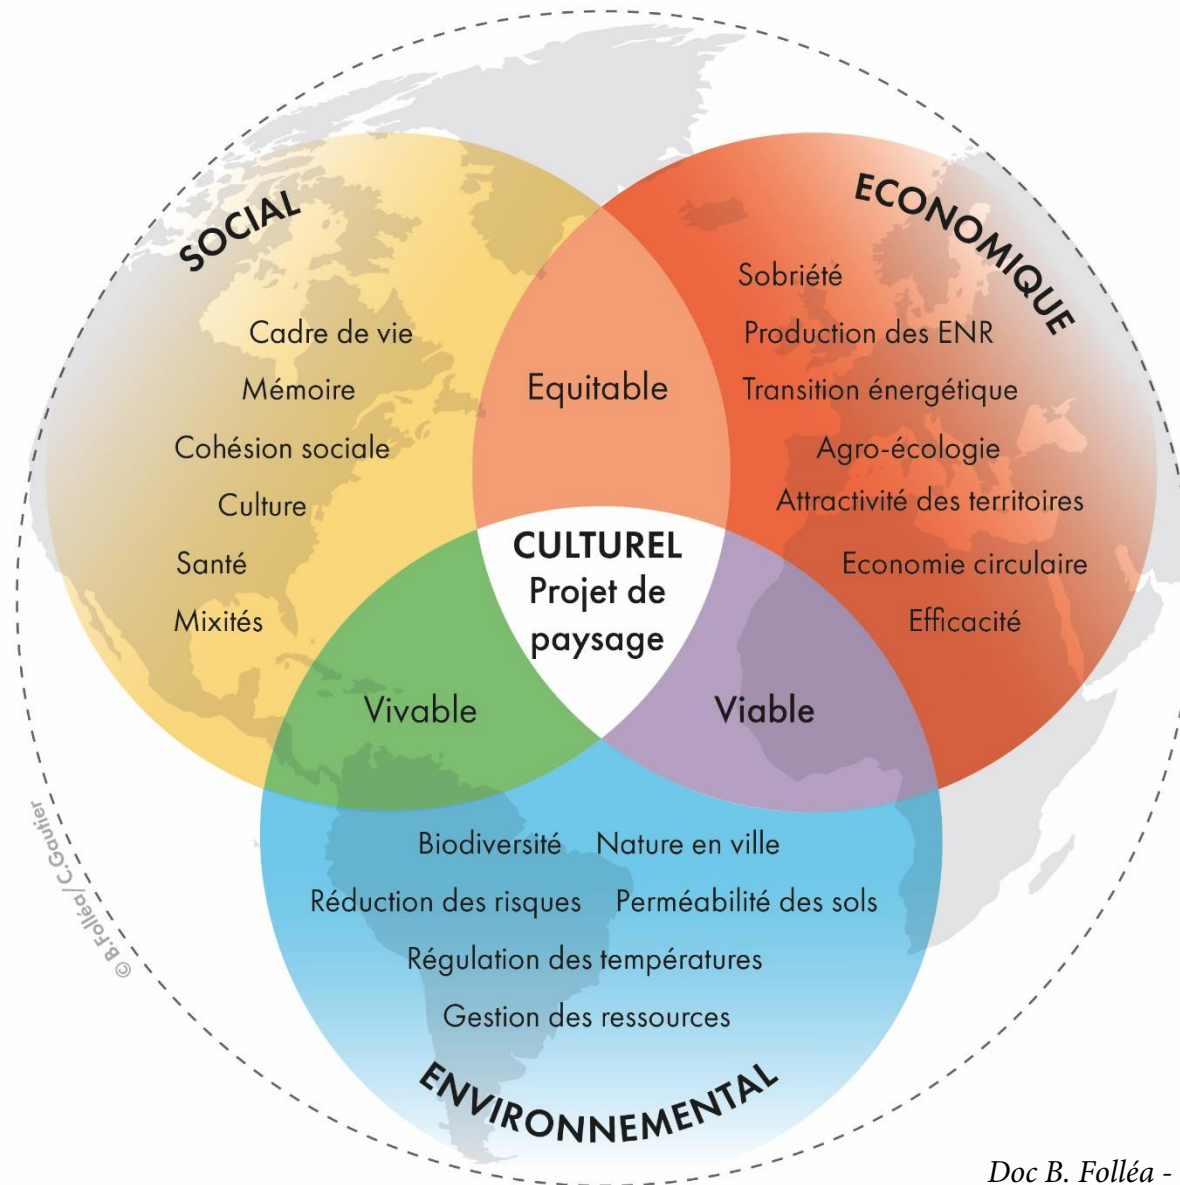 SOCIAL
ECONOMIQUE
Sobriété
Cadre de vie
Production des ENR
Mémoire
Equitable
Transition énergétique
Cohésion sociale
Agro-écologie
Culture
Attractivité des territoires
CULTUREL
Projet de
paysage
Santé
Economie circulaire
Mixités
Efficacité
Vivable
Viable
Biodiversité Nature en ville
Réduction des risques Perméabilité des sols
Régulation des températures
Gestion des ressources
ENVIRONNEMENTAL
© B.Folléa/C.Gautier
Doc B. Folléa -